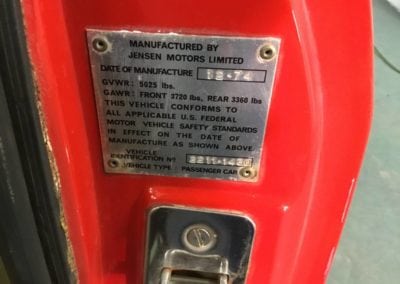 MANUFACTURED BY
JENSEN MOTORS LIMITED
DATE OF MANUFACTURE
GVWR: 5025 lbs.
GAWR: FRONT 2720 lbs. REAR 3360 lbs
THIS VEHICLE CONFORMS TO
ALL APPLICABLE U.S. FEDERAL
MOTOR VEHICLE SAFETY STANDARDS
IN EFFECT ON THE DATE OF
MANUFACTURE AS SHOWN ABOVE
VEHICLE
IDENTIFICATION Nº
VEHICLE TYPE: PASSENGER CAR